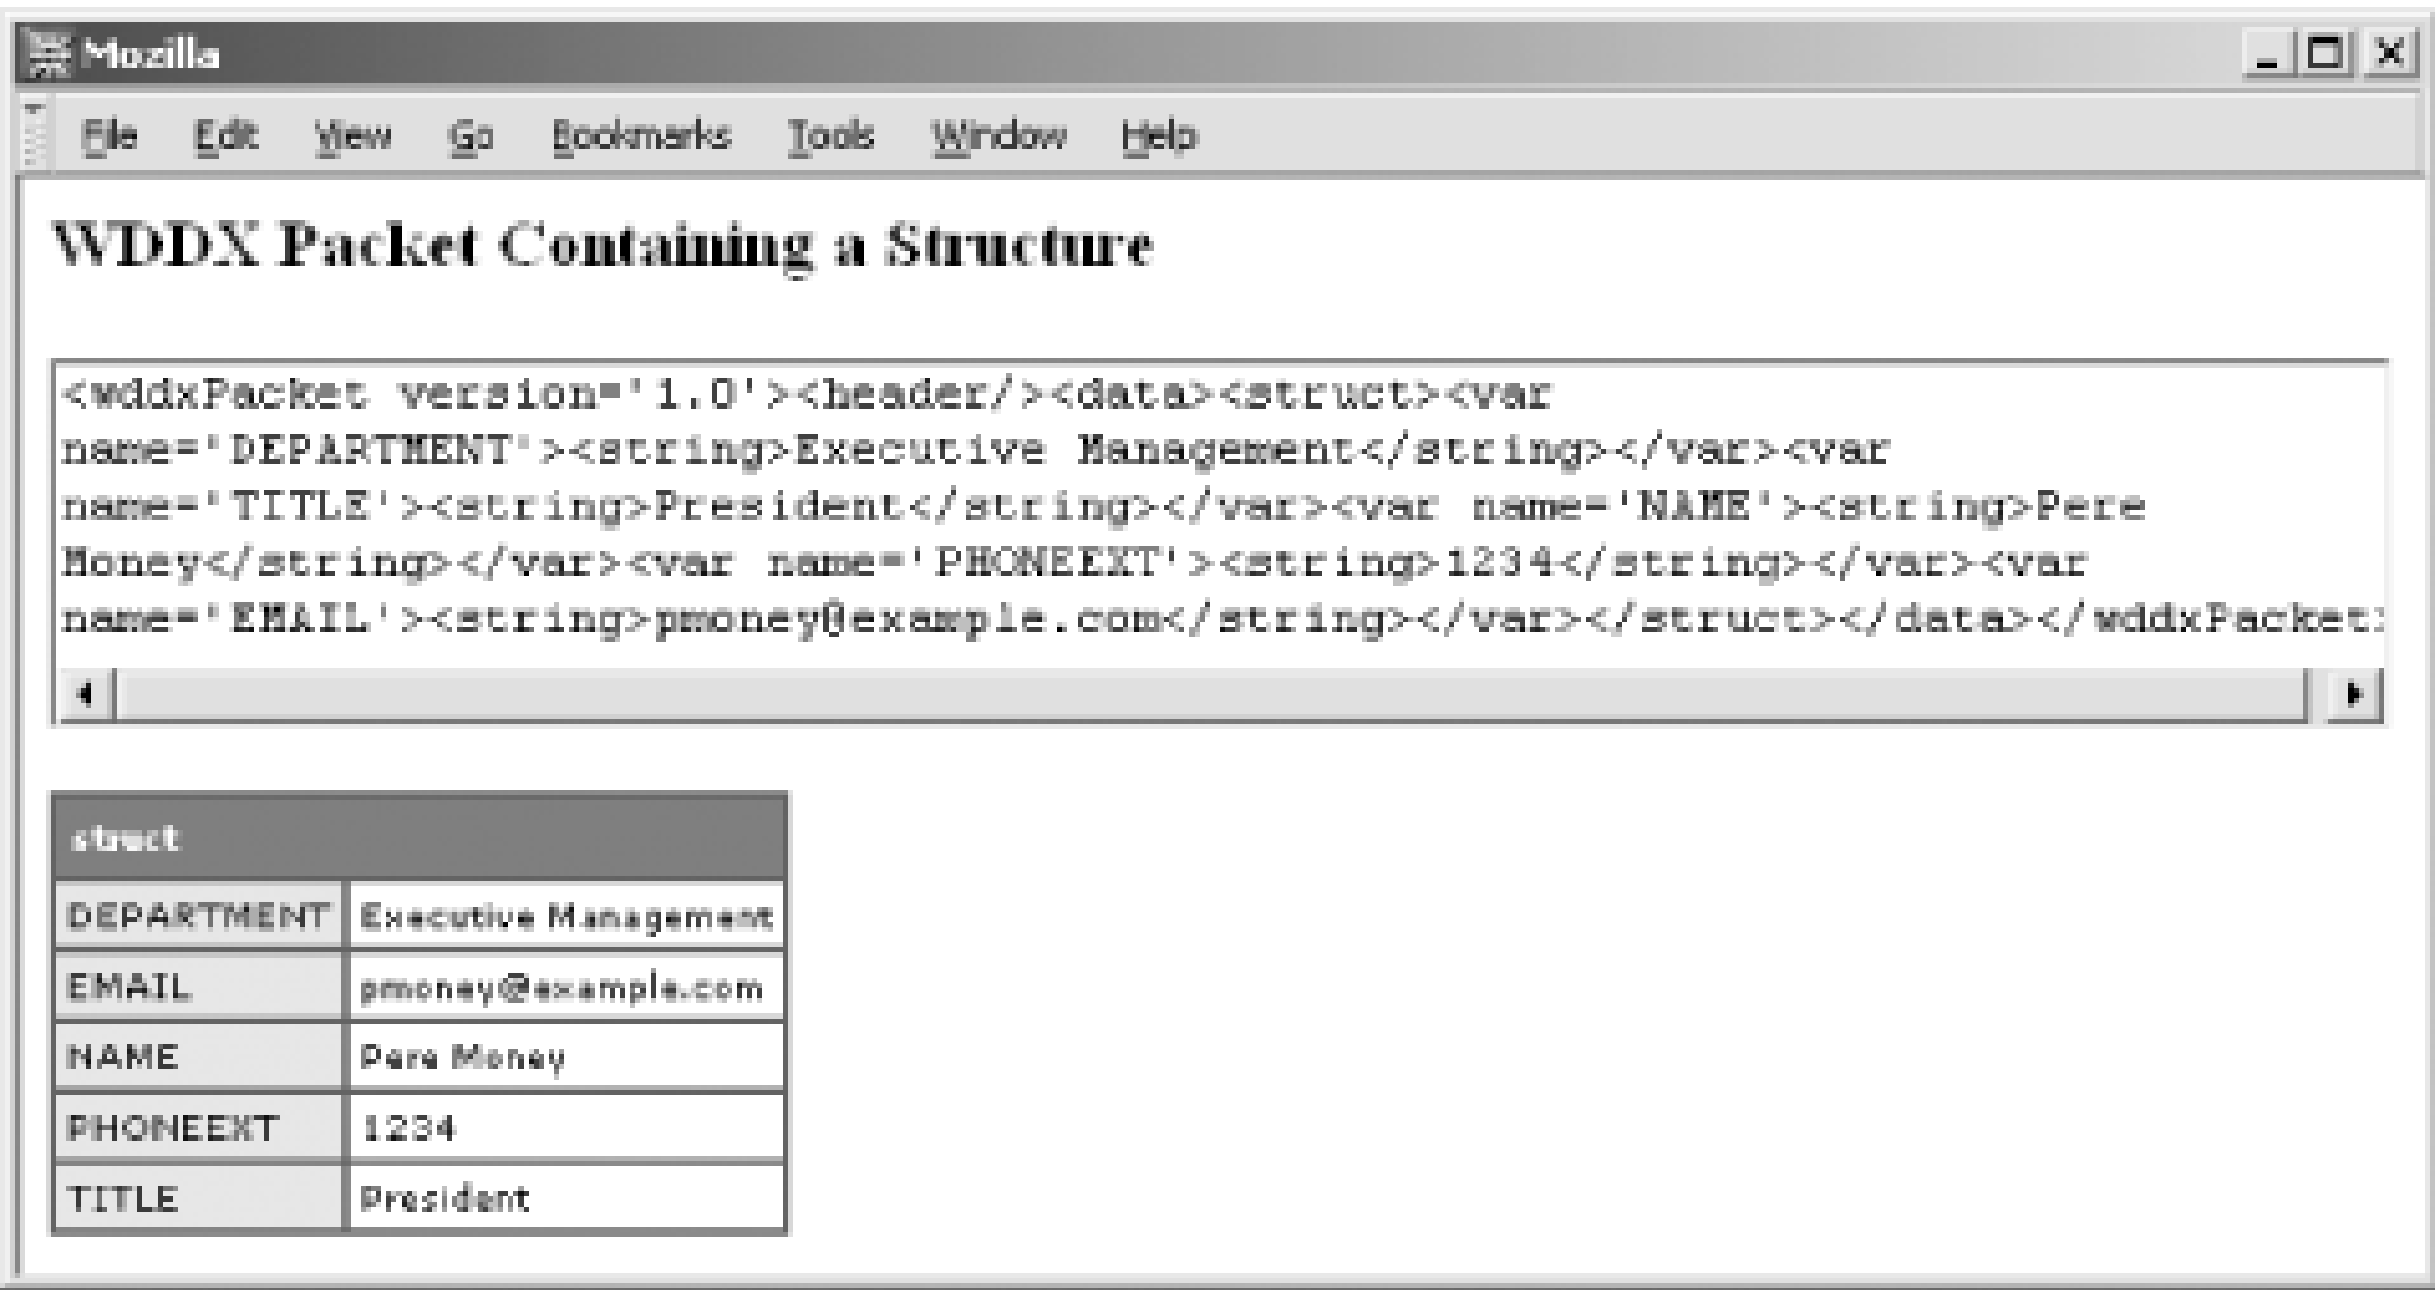 Mozilla
File Edit View Go Bookmarks Tools Window Help
WDDX Packet Containing a Structure
<wddxPacket version='1.0'><header/><data><struct><var
name='DEPARTMENT'><string>Executive Management</string></var><var
name='TITLE'><string>President</string></var><var name='NAME'><string>Pere
Money</string></var><var name='PHONEEXT'><string>1234</string></var><var
name='EMAIL'><string>pmoney@example.com</string></var></struct></data></wddxPacket>
struct
DEPARTMENT Executive Management
EMAIL pmoney@example.com
NAME Pere Money
PHONEEXT 1234
TITLE President